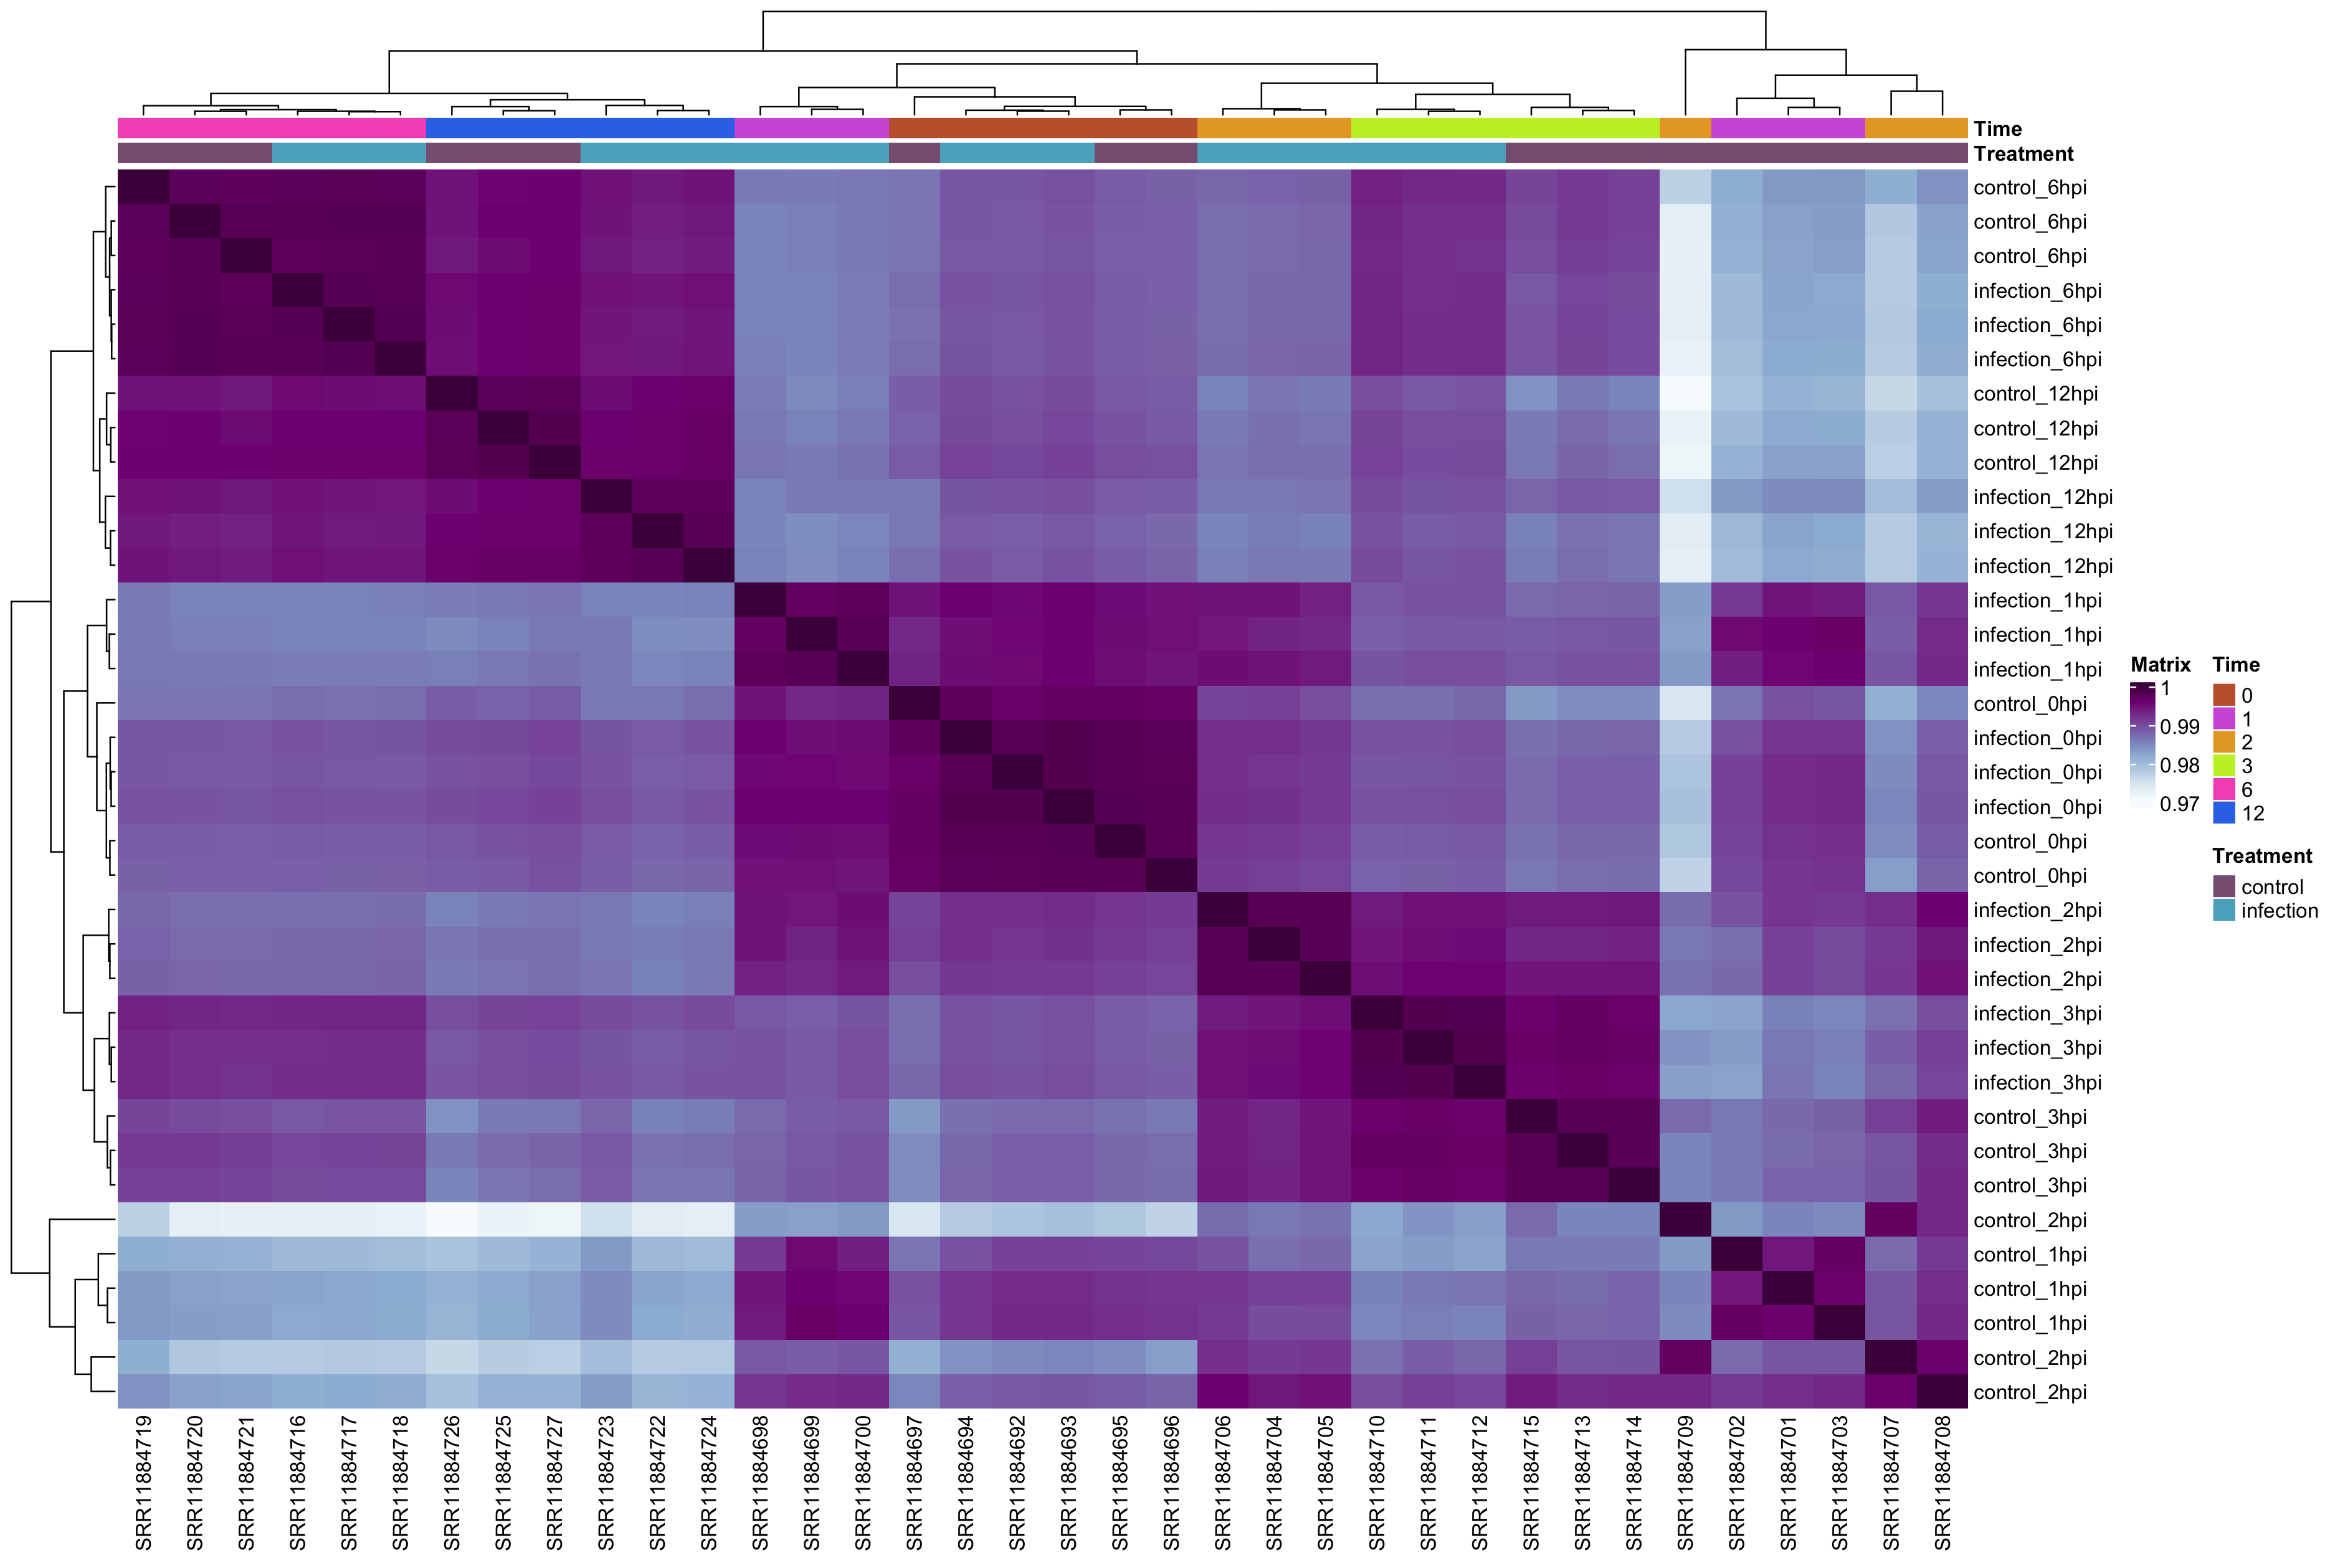 Time
Treatment
control_6hpi
control_6hpi
control_6hpi
infection_6hpi
infection_6hpi
infection_6hpi
control_12hpi
control_12hpi
control_12hpi
infection_12hpi
infection_12hpi
infection_12hpi
infection_1hpi
infection_1hpi
infection_1hpi
control_0hpi
infection_0hpi
infection_0hpi
infection_0hpi
control_0hpi
control_0hpi
infection_2hpi
infection_2hpi
infection_2hpi
infection_3hpi
infection_3hpi
infection_3hpi
control_3hpi
control_3hpi
control_3hpi
control_2hpi
control_1hpi
control_1hpi
control_1hpi
control_2hpi
control_2hpi
SRR11884719
SRR11884720
SRR11884721
SRR11884716
SRR11884717
SRR11884718
SRR11884726
SRR11884725
SRR11884727
SRR11884723
SRR11884722
SRR11884724
SRR11884698
SRR11884699
SRR11884700
SRR11884697
SRR11884694
SRR11884692
SRR11884693
SRR11884695
SRR11884696
SRR11884706
SRR11884704
SRR11884705
SRR11884710
SRR11884711
SRR11884712
SRR11884715
SRR11884713
SRR11884714
SRR11884709
SRR11884702
SRR11884701
SRR11884703
SRR11884707
SRR11884708
Matrix
1
0.99
0.98
0.97
Time
0
1
2
3
6
12
Treatment
control
infection